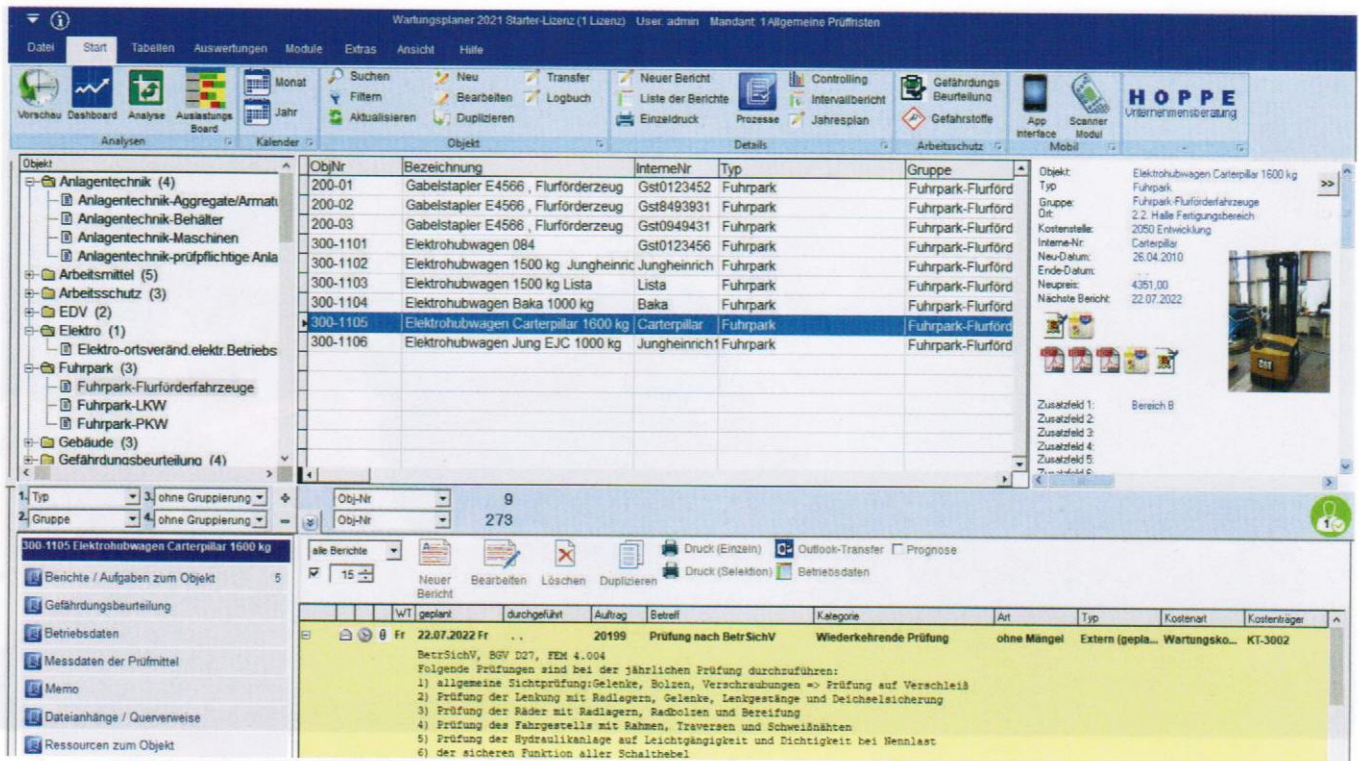 Wartungsplaner 2021 Starter-Lizenz (1 Lizenz) User: admin Mandant: 1 Allgemeine Prüffristen
Datei Start Tabellen Auswertungen Module Extras Ansicht Hilfe
Vorschau Dashboard Analyse Auslastungs Board
Analysen
Monat
Jahr
Kalender
Suchen Neu Transfer
Filtern Bearbeiten Logbuch
Aktualisieren Duplizieren
Objekt
Neuer Bericht
Liste der Berichte
Einzeldruck
Prozesse
Controlling
Intervallbericht
Jahresplan
Details
Gefährdungs
Beurteilung
Gefahrstoffe
Arbeitsschutz
App Interface
Scanner Modul
Mobil
HOPPE
Unternehmensberatung
Objekt
Anlagentechnik (4)
Anlagentechnik-Aggregate/Armatu
Anlagentechnik-Behälter
Anlagentechnik-Maschinen
Anlagentechnik-prüfpflichtige Anla
Arbeitsmittel (5)
Arbeitsschutz (3)
EDV (2)
Elektro (1)
Elektro-ortsveränd.elektr.Betriebs
Fuhrpark (3)
Fuhrpark-Flurförderfahrzeuge
Fuhrpark-LKW
Fuhrpark-PKW
Gebäude (3)
Gefährdungsbeurteilung (4)
ObjNr Bezeichnung InterneNr Typ Gruppe
200-01 Gabelstapler E4566 , Flurförderzeug Gst0123452 Fuhrpark Fuhrpark-Flurförd
200-02 Gabelstapler E4566 , Flurförderzeug Gst8493931 Fuhrpark Fuhrpark-Flurförd
200-03 Gabelstapler E4566 , Flurförderzeug Gst0949431 Fuhrpark Fuhrpark-Flurförd
300-1101 Elektrohubwagen 084 Gst0123456 Fuhrpark Fuhrpark-Flurförd
300-1102 Elektrohubwagen 1500 kg Jungheinric Jungheinrich Fuhrpark Fuhrpark-Flurförd
300-1103 Elektrohubwagen 1500 kg Lista Lista Fuhrpark Fuhrpark-Flurförd
300-1104 Elektrohubwagen Baka 1000 kg Baka Fuhrpark Fuhrpark-Flurförd
300-1105 Elektrohubwagen Carterpillar 1600 kg Carterpillar Fuhrpark Fuhrpark-Flurförd
300-1106 Elektrohubwagen Jung EJC 1000 kg Jungheinrich1 Fuhrpark Fuhrpark-Flurförd
Objekt: Elektrohubwagen Carterpillar 1600 kg >>
Typ Fuhrpark
Gruppe: Fuhrpark-Flurförderfahrzeuge
Ort: 2.2. Halle Fertigungsbereich
Kostenstelle: 2050 Entwicklung
Interne-Nr: Carterpillar
Neu-Datum: 26.04.2010
Ende-Datum: . .
Neupreis: 4351,00
Nächste Bericht: 22.07.2022
CAT
Zusatzfeld 1: Bereich B
Zusatzfeld 2:
Zusatzfeld 3:
Zusatzfeld 4:
Zusatzfeld 5:
1. Typ 3. ohne Gruppierung +
2. Gruppe 4. ohne Gruppierung -
Obj-Nr 9
Obj-Nr 273
1
300-1105 Elektrohubwagen Carterpillar 1600 kg
Berichte / Aufgaben zum Objekt 5
Gefährdungsbeurteilung
Betriebsdaten
Messdaten der Prüfmittel
Memo
Dateianhänge / Querverweise
Ressourcen zum Objekt
alle Berichte
15
Neuer Bericht
Bearbeiten Löschen Duplizieren
Druck (Einzeln) Outlook-Transfer Prognose
Druck (Selektion) Betriebsdaten
WT geplant durchgeführt Auftrag Betreff Kategorie Art Typ Kostenart Kostenträger
Fr 22.07.2022 Fr . . 20199 Prüfung nach BetrSichV Wiederkehrende Prüfung ohne Mängel Extern (gepla... Wartungsko... KT-3002
BetrSichV, BGV D27, FEM 4.004
Folgende Prüfungen sind bei der jährlichen Prüfung durchzuführen:
1) allgemeine Sichtprüfung:Gelenke, Bolzen, Verschraubungen => Prüfung auf Verschleiß
2) Prüfung der Lenkung mit Radlagern, Gelenke, Lenkgestänge und Deichselsicherung
3) Prüfung der Räder mit Radlagern, Radbolzen und Bereifung
4) Prüfung des Fahrgestells mit Rahmen, Traversen und Schweißnähten
5) Prüfung der Hydraulikanlage auf Leichtgängigkeit und Dichtigkeit bei Nennlast
6) der sicheren Funktion aller Schalthebel